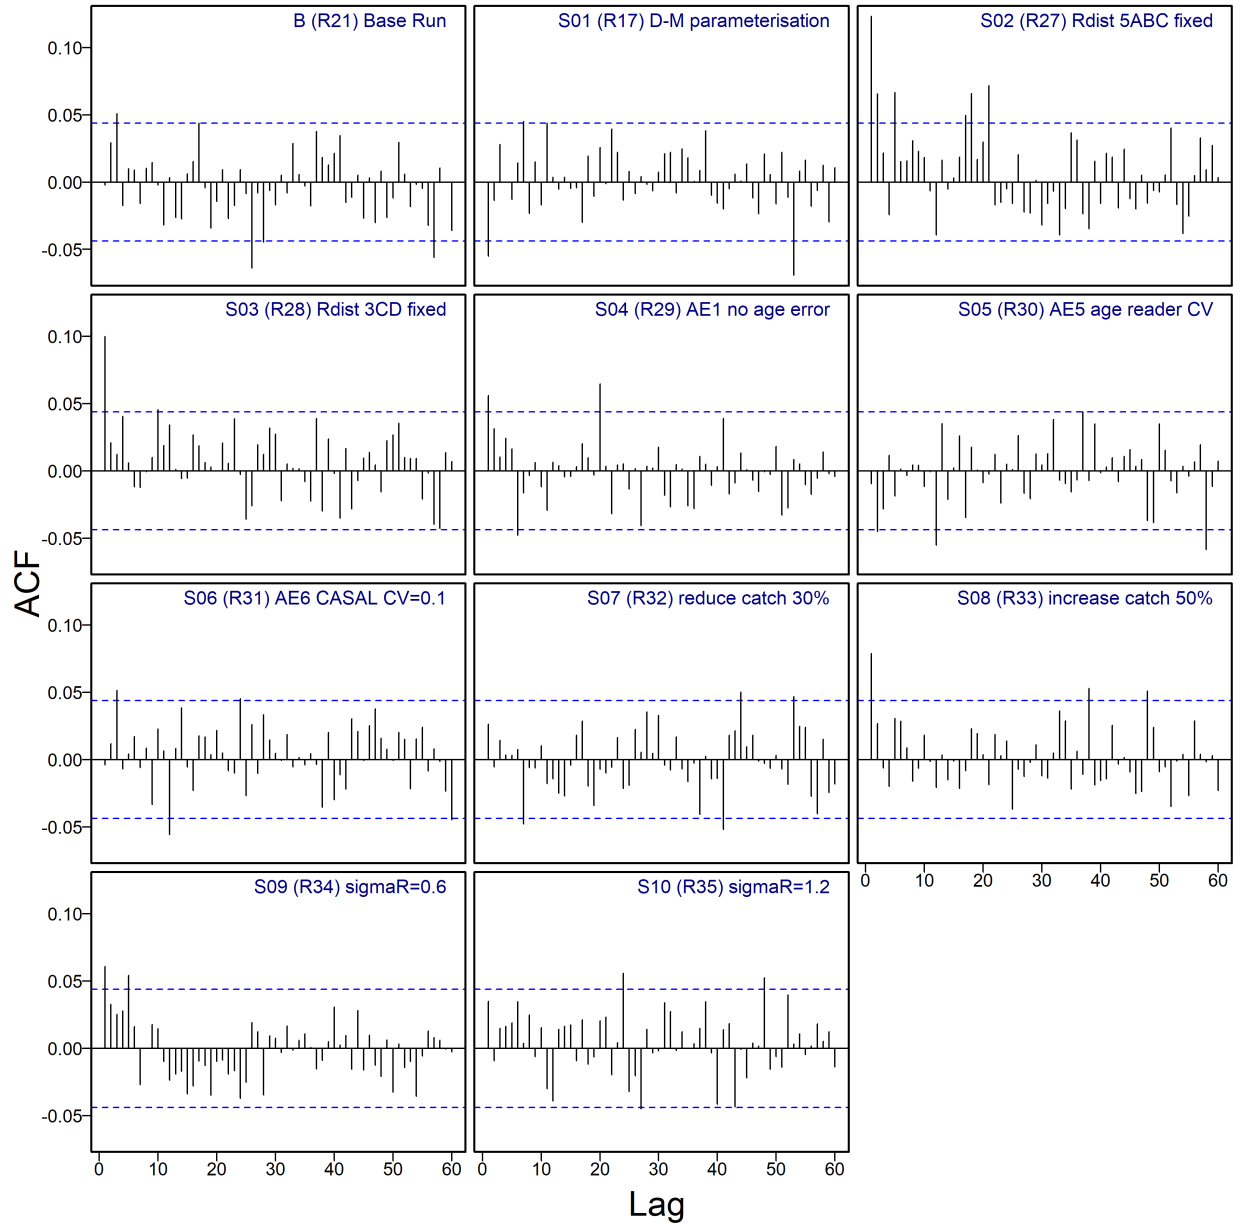 B (R21) Base Run
S01 (R17) D-M parameterisation
S02 (R27) Rdist 5ABC fixed
0.10
0.05
0.00
-0.05
S03 (R28) Rdist 3CD fixed
S04 (R29) AE1 no age error
S05 (R30) AE5 age reader CV
0.10
0.05
0.00
-0.05
S06 (R31) AE6 CASAL CV=0.1
S07 (R32) reduce catch 30%
S08 (R33) increase catch 50%
0.10
0.05
0.00
-0.05
0 10 20 30 40 50 60
S09 (R34) sigmaR=0.6
S10 (R35) sigmaR=1.2
0.10
0.05
0.00
-0.05
0 10 20 30 40 50 60
0 10 20 30 40 50 60
ACF
Lag